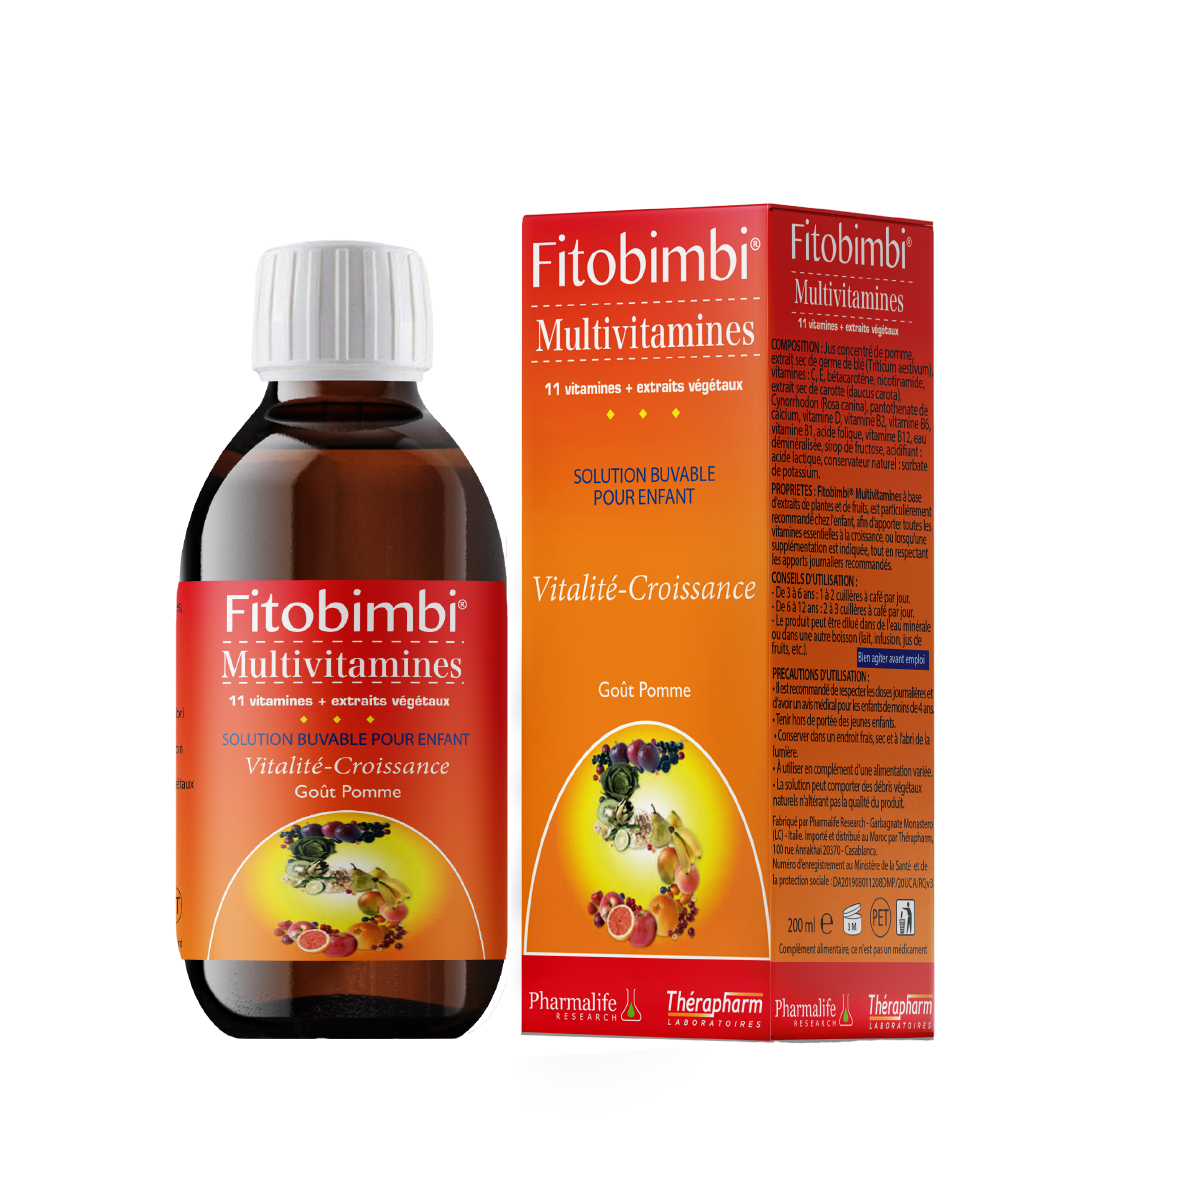 Fitobimbi®
Multivitamines
11 vitamines + extraits végétaux
SOLUTION BUVABLE POUR ENFANT
Vitalité-Croissance
Goût Pomme
Fitobimbi®
Multivitamines
11 vitamines + extraits végétaux
SOLUTION BUVABLE
POUR ENFANT
Vitalité-Croissance
Goût Pomme
Pharmalife
RESEARCH
Thérapharm
LABORATOIRES
Fitobimbi®
Multivitamines
11 vitamines + extraits végétaux
COMPOSITION : Jus concentré de pomme,
extrait sec de germe de blé (Triticum aestivum),
vitamines : C, E, bétacarotène, nicotinamide,
extrait sec de carotte (daucus carota),
Cynorrhodon (Rosa canina), pantothenate de
calcium, vitamine D, vitamine B2, vitamine B6,
vitamine B1, acide folique, vitamine B12, eau
déminéralisée, sirop de fructose, acidifiant :
acide lactique, conservateur naturel : sorbate
de potassium.
PROPRIETES : Fitobimbi® Multivitamines à base
d'extraits de plantes et de fruits, est particulièrement
recommandé chez l'enfant, afin d'apporter toutes les
vitamines essentielles à la croissance, ou lorsqu'une
supplémentation est indiquée, tout en respectant
les apports journaliers recommandés.
CONSEILS D'UTILISATION :
- De 3 à 6 ans : 1 à 2 cuillères à café par jour.
- De 6 à 12 ans : 2 à 3 cuillères à café par jour.
- Le produit peut être dilué dans de l'eau minérale
ou dans une autre boisson (lait, infusion, jus de
fruits, etc.).
Bien agiter avant emploi
PRECAUTIONS D'UTILISATION :
• Il est recommandé de respecter les doses journalières et
d'avoir un avis médical pour les enfants de moins de 4 ans.
• Tenir hors de portée des jeunes enfants.
• Conserver dans un endroit frais, sec et à l'abri de la
lumière.
• À utiliser en complément d'une alimentation variée.
• La solution peut comporter des débris végétaux
naturels n'altérant pas la qualité du produit.
Fabriqué par Pharmalife Research - Garbagnate Monastero
(LC) - Italie. Importé et distribué au Maroc par Thérapharm,
100 rue Annakhai 20370 - Casablanca.
Numéro d'enregistrement au Ministère de la Santé et de
la protection sociale : DA201908011208DMP/20UCA/RQv3
200 ml e
3 M
PET
Complément alimentaire, ce n'est pas un médicament
Pharmalife
RESEARCH
Thérapharm
LABORATOIRES